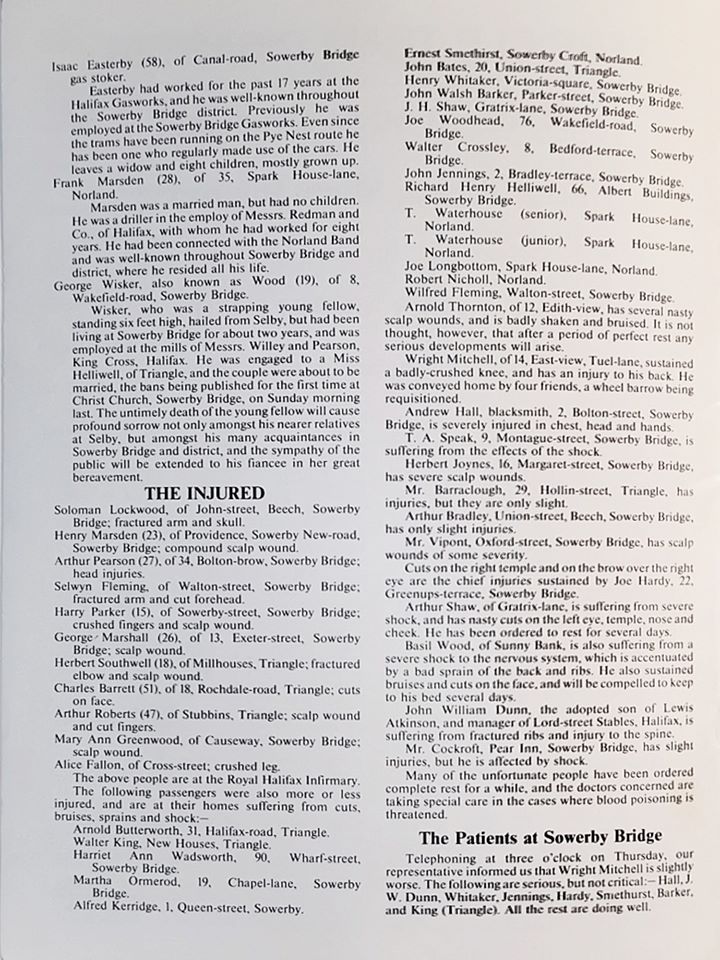 Isaac Easterby (58), of Canal-road, Sowerby Bridge
gas stoker.
Easterby had worked for the past 17 years at the
Halifax Gasworks, and he was well-known throughout
the Sowerby Bridge district. Previously he was
employed at the Sowerby Bridge Gasworks. Even since
the trams have been running on the Pye Nest route he
has been one who regularly made use of the cars. He
leaves a widow and eight children, mostly grown up.
Frank Marsden (28), of 35, Spark House-lane,
Norland.
Marsden was a married man, but had no children.
He was a driller in the employ of Messrs. Redman and
Co., of Halifax, with whom he had worked for eight
years. He had been connected with the Norland Band
and was well-known throughout Sowerby Bridge and
district, where he resided all his life.
George Wisker, also known as Wood (19), of 8,
Wakefield-road, Sowerby Bridge.
Wisker, who was a strapping young fellow,
standing six feet high, hailed from Selby, but had been
living at Sowerby Bridge for about two years, and was
employed at the mills of Messrs. Willey and Pearson,
King Cross, Halifax. He was engaged to a Miss
Helliwell, of Triangle, and the couple were about to be
married, the bans being published for the first time at
Christ Church, Sowerby Bridge, on Sunday morning
last. The untimely death of the young fellow will cause
profound sorrow not only amongst his nearer relatives
at Selby, but amongst his many acquaintances in
Sowerby Bridge and district, and the sympathy of the
public will be extended to his fiancee in her great
bereavement.
THE INJURED
Soloman Lockwood, of John-street, Beech, Sowerby
Bridge; fractured arm and skull.
Henry Marsden (23), of Providence, Sowerby New-road,
Sowerby Bridge; compound scalp wound.
Arthur Pearson (27), of 34, Bolton-brow, Sowerby Bridge;
head injuries.
Selwyn Fleming, of Walton-street, Sowerby Bridge;
fractured arm and cut forehead.
Harry Parker (15), of Sowerby-street, Sowerby Bridge;
crushed fingers and scalp wound.
George Marshall (26), of 13, Exeter-street, Sowerby
Bridge; scalp wound.
Herbert Southwell (18), of Millhouses, Triangle; fractured
elbow and scalp wound.
Charles Barrett (51), of 18, Rochdale-road, Triangle; cuts
on face.
Arthur Roberts (47), of Stubbins, Triangle; scalp wound
and cut fingers.
Mary Ann Greenwood, of Causeway, Sowerby Bridge;
scalp wound.
Alice Fallon, of Cross-street; crushed leg.
The above people are at the Royal Halifax Infirmary.
The following passengers were also more or less
injured, and are at their homes suffering from cuts,
bruises, sprains and shock:—
Arnold Butterworth, 31, Halifax-road, Triangle.
Walter King, New Houses, Triangle.
Harriet Ann Wadsworth, 90, Wharf-street,
Sowerby Bridge.
Martha Ormerod, 19, Chapel-lane, Sowerby
Bridge.
Alfred Kerridge, 1, Queen-street, Sowerby.
Ernest Smethirst, Sowerby Croft, Norland.
John Bates, 20, Union-street, Triangle.
Henry Whitaker, Victoria-square, Sowerby Bridge.
John Walsh Barker, Parker-street, Sowerby Bridge.
J. H. Shaw, Gratrix-lane, Sowerby Bridge.
Joe Woodhead, 76, Wakefield-road, Sowerby
Bridge.
Walter Crossley, 8, Bedford-terrace, Sowerby
Bridge.
John Jennings, 2, Bradley-terrace, Sowerby Bridge.
Richard Henry Helliwell, 66, Albert Buildings,
Sowerby Bridge.
T. Waterhouse (senior), Spark House-lane,
Norland.
T. Waterhouse (junior), Spark House-lane,
Norland.
Joe Longbottom, Spark House-lane, Norland.
Robert Nicholl, Norland.
Wilfred Fleming, Walton-street, Sowerby Bridge.
Arnold Thornton, of 12, Edith-view, has several nasty
scalp wounds, and is badly shaken and bruised. It is not
thought, however, that after a period of perfect rest any
serious developments will arise.
Wright Mitchell, of 14, East-view, Tuel-lane, sustained
a badly-crushed knee, and has an injury to his back. He
was conveyed home by four friends, a wheel barrow being
requisitioned.
Andrew Hall, blacksmith, 2, Bolton-street, Sowerby
Bridge, is severely injured in chest, head and hands.
T. A. Speak, 9, Montague-street, Sowerby Bridge, is
suffering from the effects of the shock.
Herbert Joynes, 16, Margaret-street, Sowerby Bridge,
has severe scalp wounds.
Mr. Barraclough, 29, Hollin-street, Triangle, has
injuries, but they are only slight.
Arthur Bradley, Union-street, Beech, Sowerby Bridge,
has only slight injuries.
Mr. Vipont, Oxford-street, Sowerby Bridge, has scalp
wounds of some severity.
Cuts on the right temple and on the brow over the right
eye are the chief injuries sustained by Joe Hardy, 22,
Greenups-terrace, Sowerby Bridge.
Arthur Shaw, of Gratrix-lane, is suffering from severe
shock, and has nasty cuts on the left eye, temple, nose and
cheek. He has been ordered to rest for several days.
Basil Wood, of Sunny Bank, is also suffering from a
severe shock to the nervous system, which is accentuated
by a bad sprain of the back and ribs. He also sustained
bruises and cuts on the face, and will be compelled to keep
to his bed several days.
John William Dunn, the adopted son of Lewis
Atkinson, and manager of Lord-street Stables, Halifax, is
suffering from fractured ribs and injury to the spine.
Mr. Cockroft, Pear Inn, Sowerby Bridge, has slight
injuries, but he is affected by shock.
Many of the unfortunate people have been ordered
complete rest for a while, and the doctors concerned are
taking special care in the cases where blood poisoning is
threatened.
The Patients at Sowerby Bridge
Telephoning at three o'clock on Thursday, our
representative informed us that Wright Mitchell is slightly
worse. The following are serious, but not critical:— Hall, J.
W. Dunn, Whitaker, Jennings, Hardy, Smethurst, Barker,
and King (Triangle). All the rest are doing well.